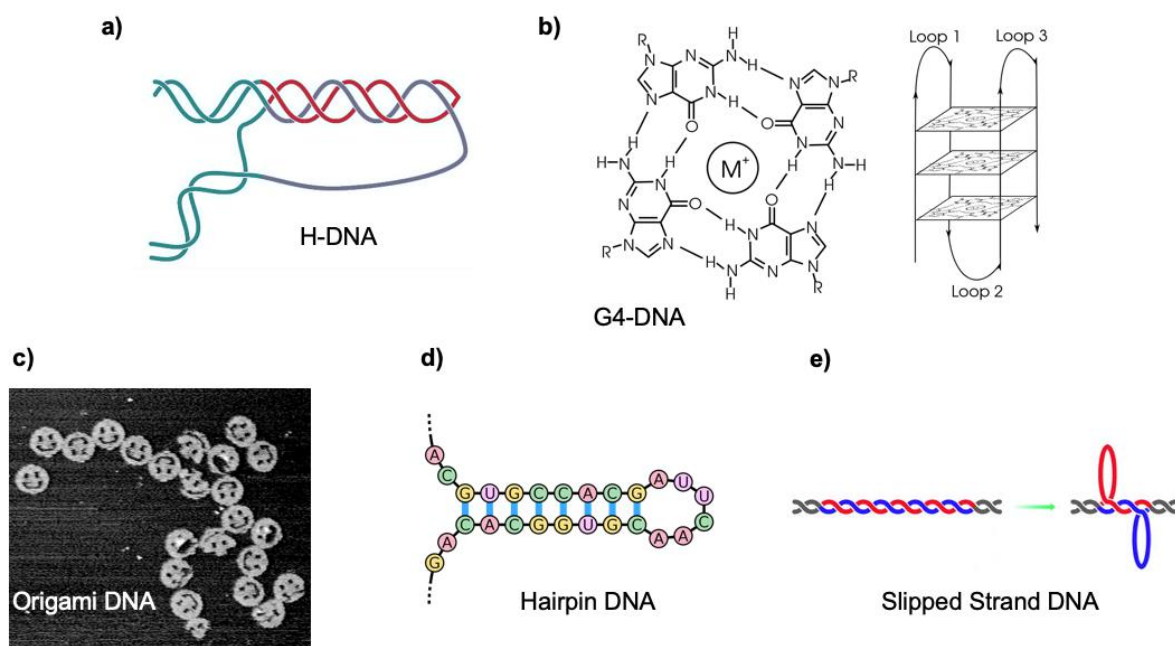 a)
H-DNA
b)
R
H
N
N
H
N
N
H
O
H
H
H–N
N
H
O
N
R
N
N
R
N
N
O
N
H
N
N–H
H
H
O
N
N
R
N
H
N
H
N
H
N
M+
G4-DNA
Loop 1
Loop 3
Loop 2
c)
Origami DNA
d)
A
C
G U G C C A C G A U U
C
G A C A C G G U G C A A
Hairpin DNA
e)
Slipped Strand DNA